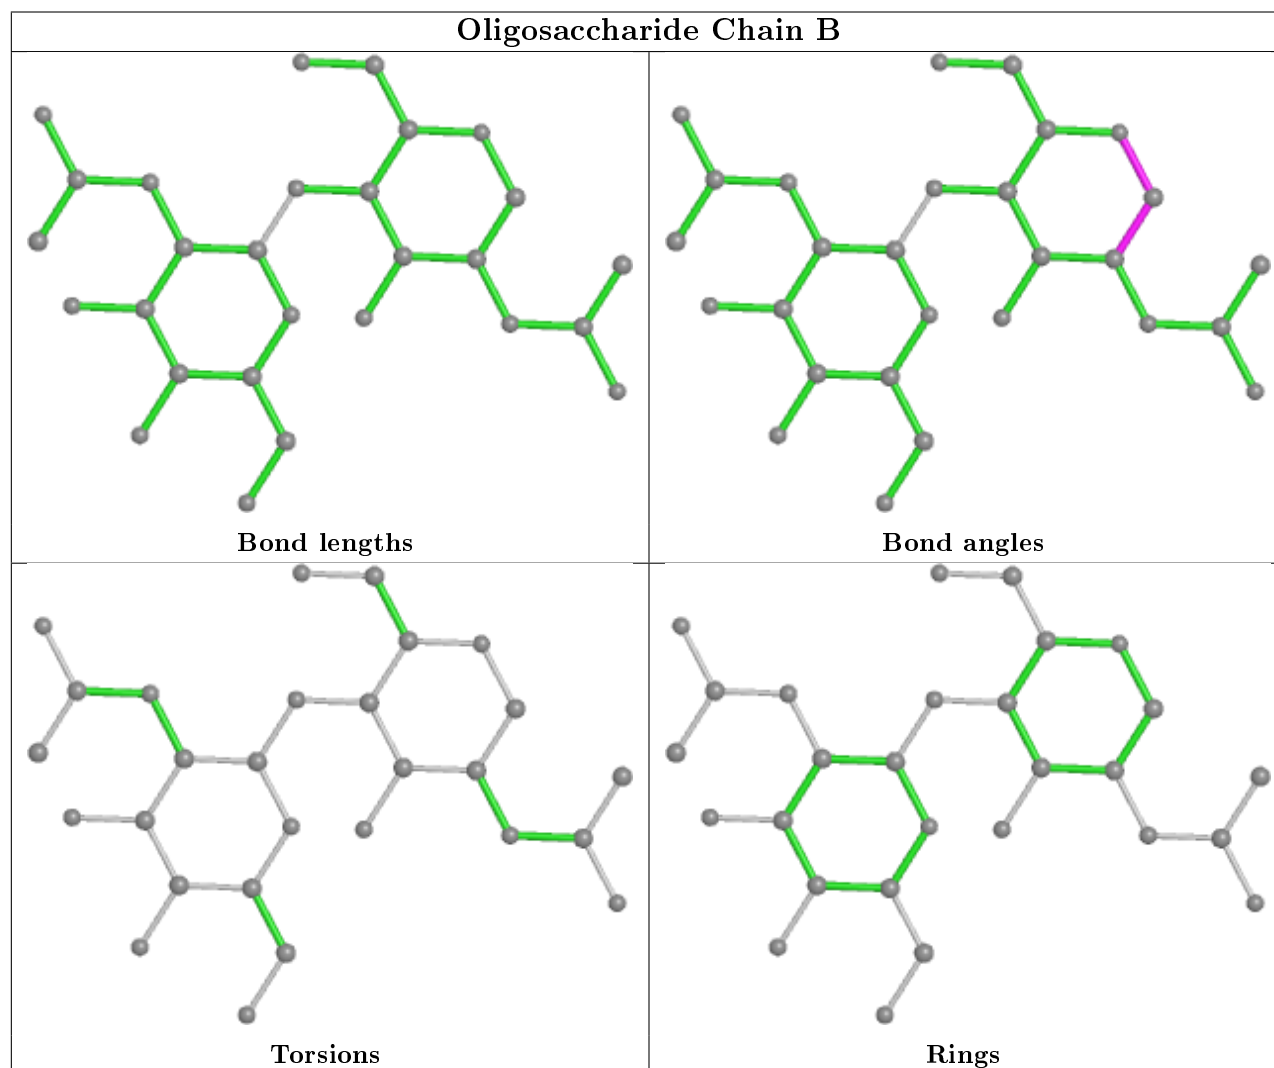 Oligosaccharide Chain B
Bond lengths
Bond angles
Torsions
Rings